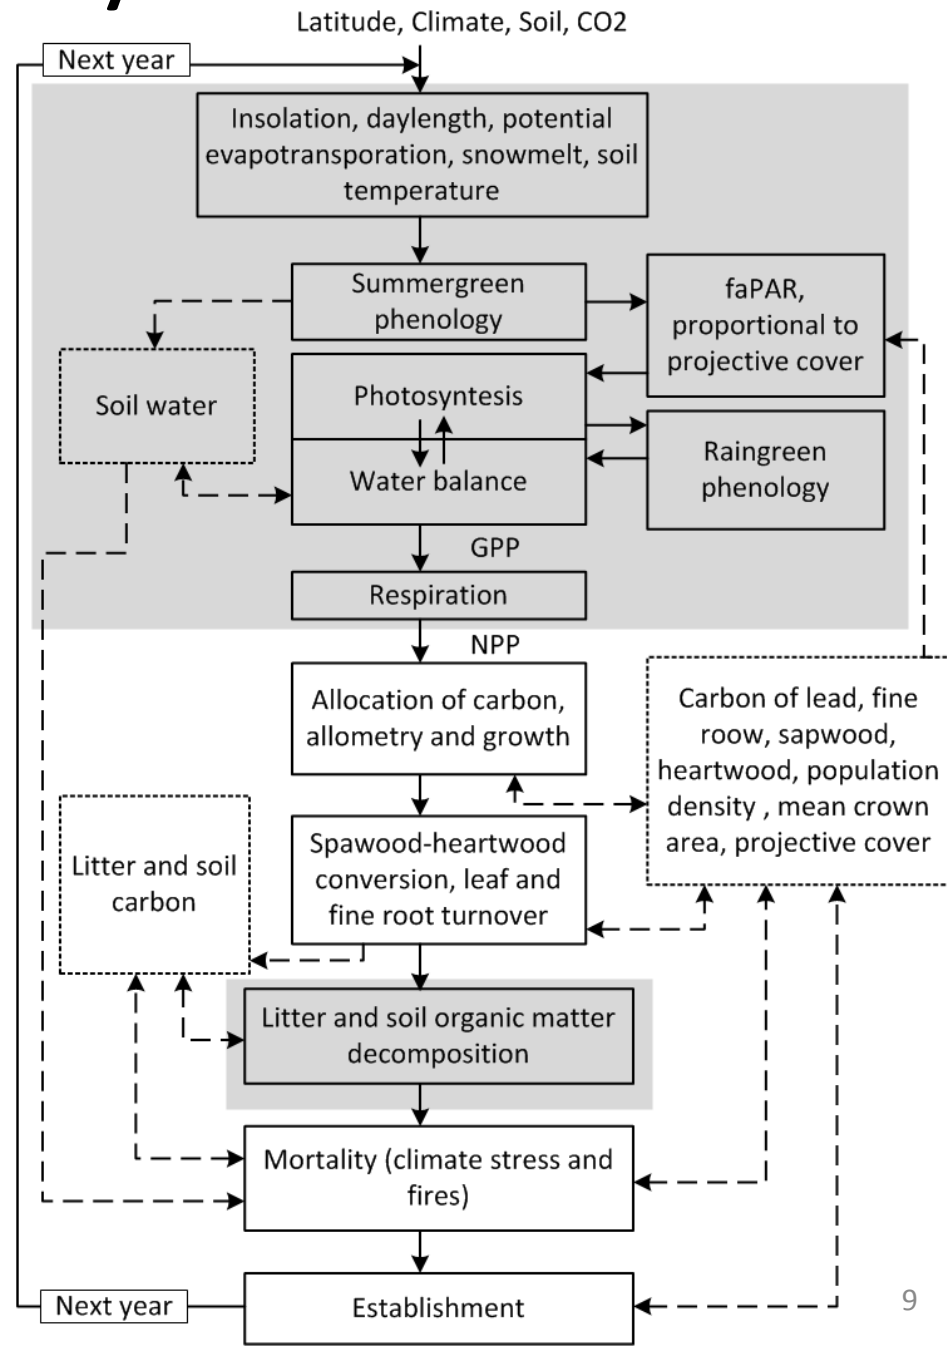 Latitude, Climate, Soil, CO2
Next year
Insolation, daylength, potential
evapotransporation, snowmelt, soil
temperature
Summergreen
phenology
faPAR,
proportional to
projective cover
Soil water
Photosyntesis
Water balance
Raingreen
phenology
GPP
Respiration
NPP
Allocation of carbon,
allometry and growth
Carbon of lead, fine
roow, sapwood,
heartwood, population
density , mean crown
area, projective cover
Litter and soil
carbon
Spawood-heartwood
conversion, leaf and
fine root turnover
Litter and soil organic matter
decomposition
Mortality (climate stress and
fires)
Next year
Establishment
9